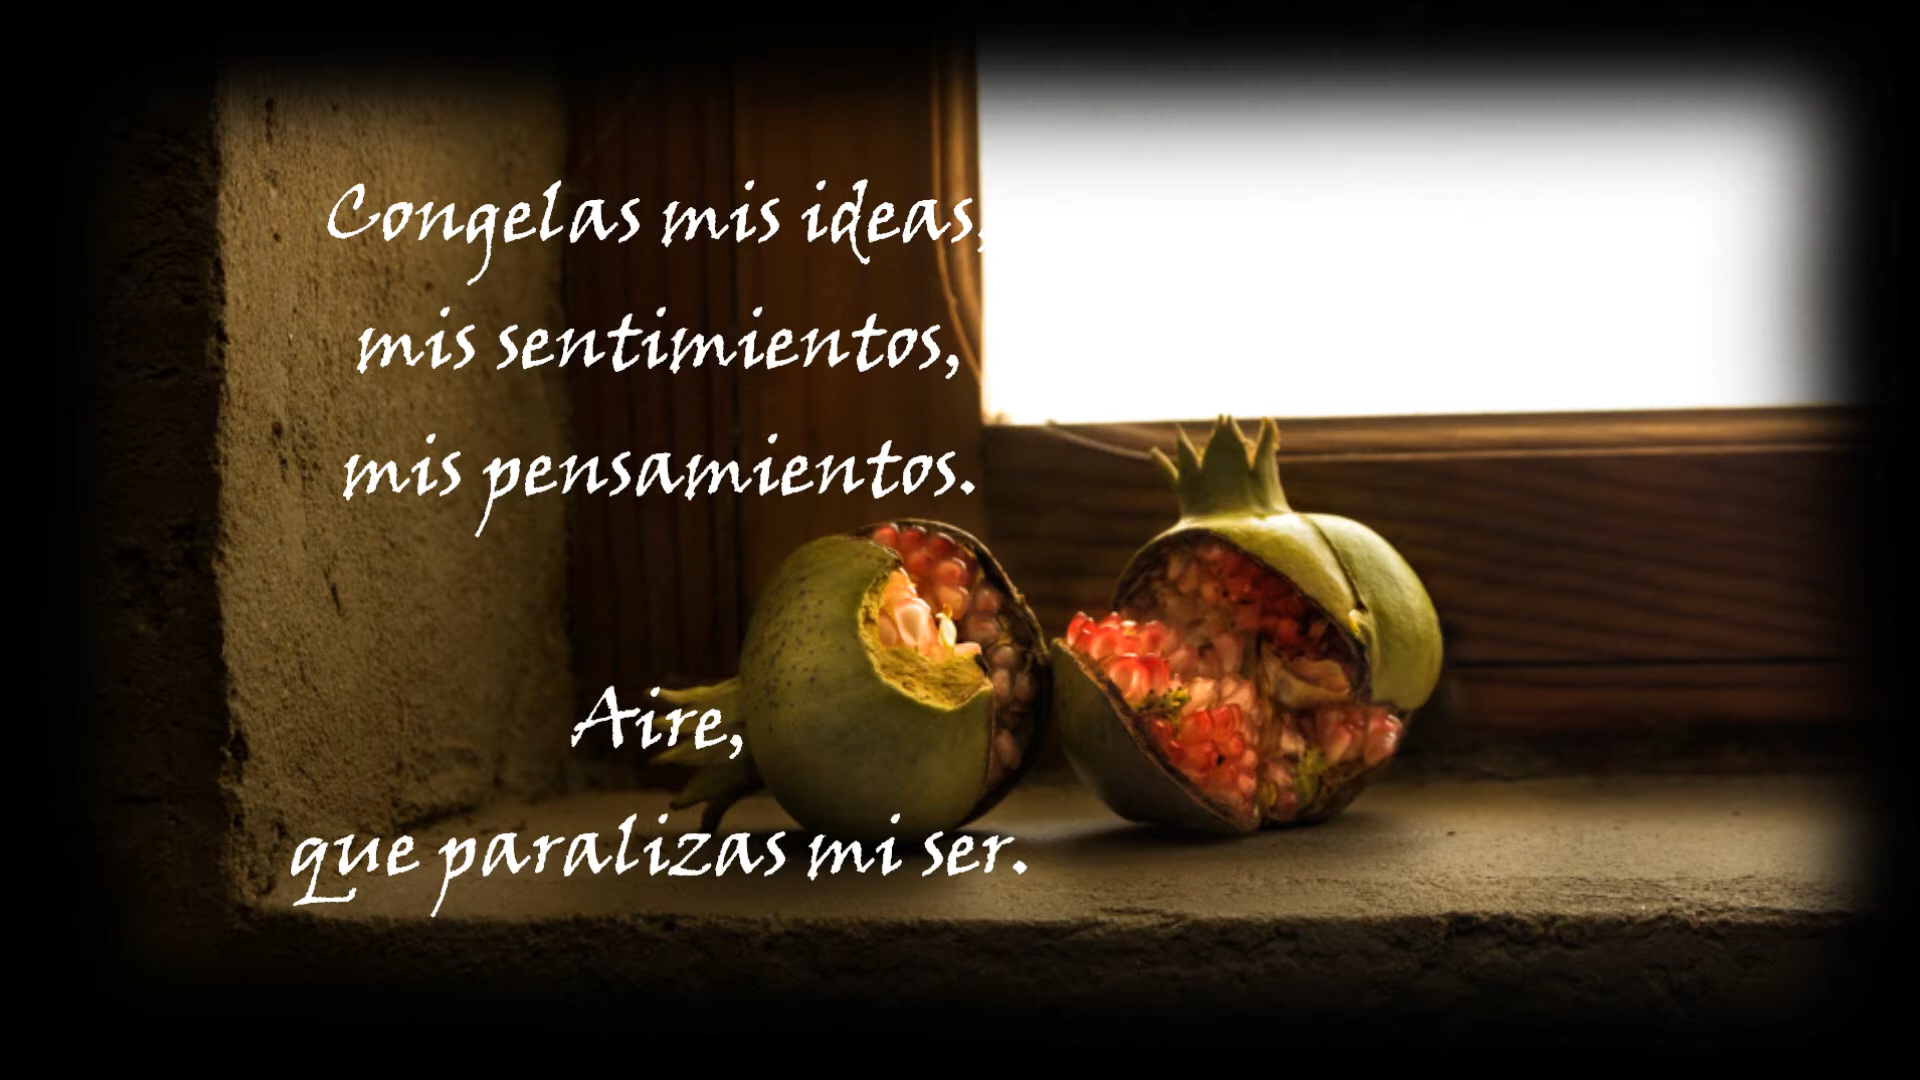 Congelas mis ideas,
mis sentimientos,
mis pensamientos.
Aire,
que paralizas mi ser.